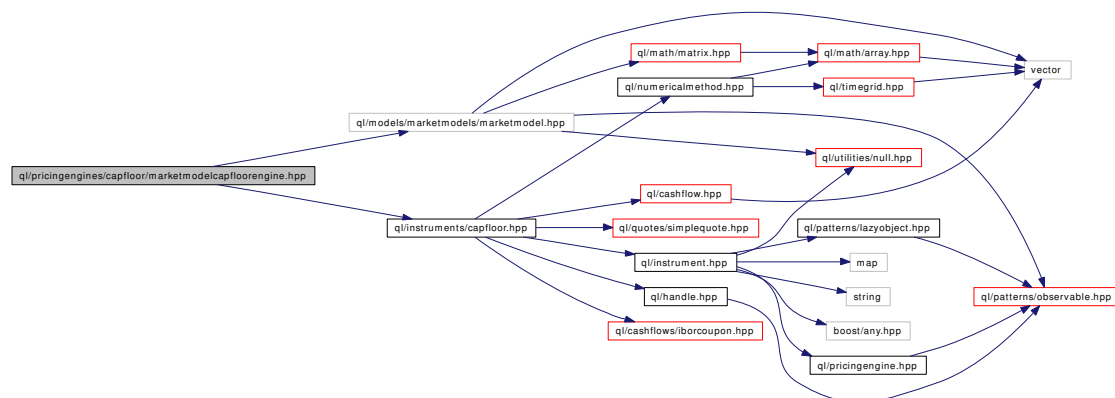 ql/math/matrix.hpp
ql/math/array.hpp
vector
ql/numericalmethod.hpp
ql/timegrid.hpp
ql/models/marketmodels/marketmodel.hpp
ql/utilities/null.hpp
ql/pricingengines/capfloor/marketmodelcapfloorengine.hpp
ql/cashflow.hpp
ql/instruments/capfloor.hpp
ql/quotes/simplequote.hpp
ql/patterns/lazyobject.hpp
ql/instrument.hpp
map
ql/handle.hpp
string
ql/patterns/observable.hpp
ql/cashflows/iborcoupon.hpp
boost/any.hpp
ql/pricingengine.hpp